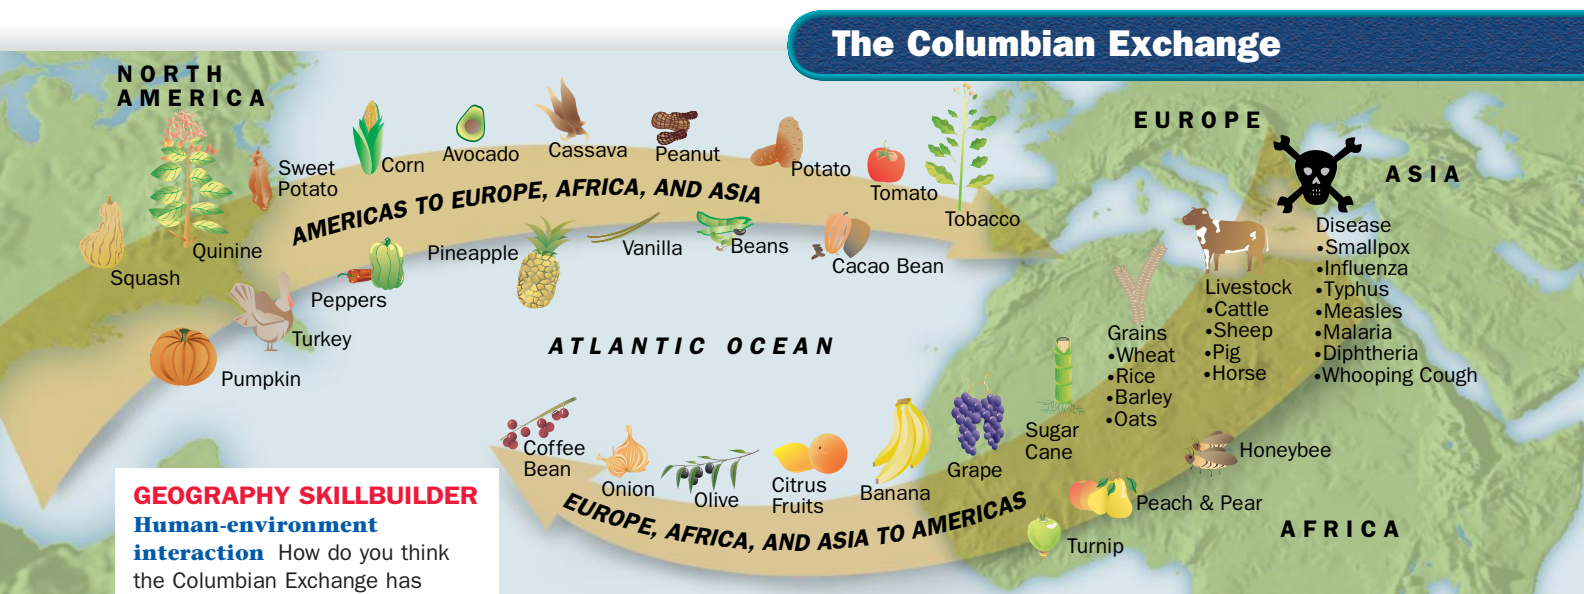 The Columbian Exchange
NORTH
AMERICA
EUROPE
ASIA
Sweet
Potato
Corn
Avocado
Cassava
Peanut
Potato
Tomato
Tobacco
AMERICAS TO EUROPE, AFRICA, AND ASIA
Squash
Quinine
Peppers
Pineapple
Vanilla
Beans
Cacao Bean
Turkey
Pumpkin
ATLANTIC OCEAN
Disease
•Smallpox
•Influenza
•Typhus
•Measles
•Malaria
•Diphtheria
•Whooping Cough
Livestock
•Cattle
•Sheep
•Pig
•Horse
Grains
•Wheat
•Rice
•Barley
•Oats
Sugar
Cane
Grape
Banana
Citrus
Fruits
Olive
Onion
Coffee
Bean
Honeybee
Peach & Pear
Turnip
EUROPE, AFRICA, AND ASIA TO AMERICAS
AFRICA
GEOGRAPHY SKILLBUILDER
Human-environment
interaction How do you think
the Columbian Exchange has